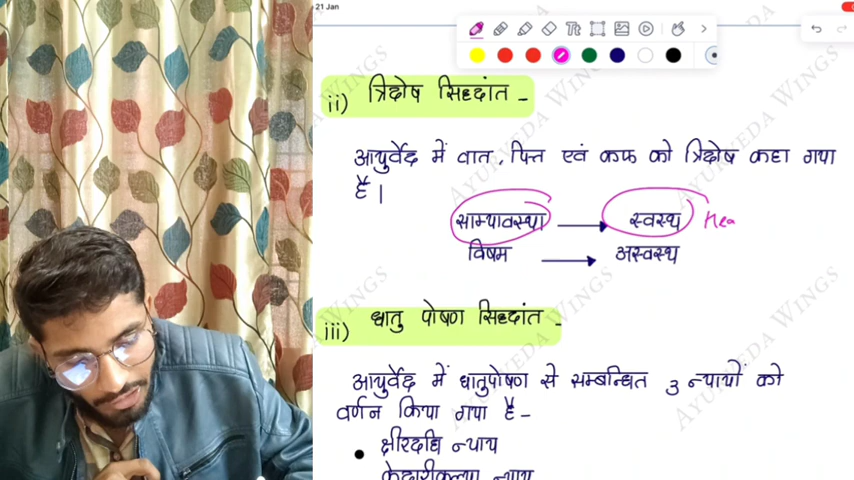 21 Jan
Tt
ii) त्रिदोष सिद्दांत -
आयुर्वेद में वात, पित्त एवं कफ को त्रिदोष कहा गया
है।
साम्यावस्था → स्वस्थ Hea
विषम → अस्वस्थ
iii) धातु पोषण सिद्दांत -
आयुर्वेद में धातुपोषण से सम्बन्धित 3 न्यायों को
वर्णन किया गया है -
• क्षीरदधि न्याय
केदारीकुल्या न्याय
AYURVEDA WINGS